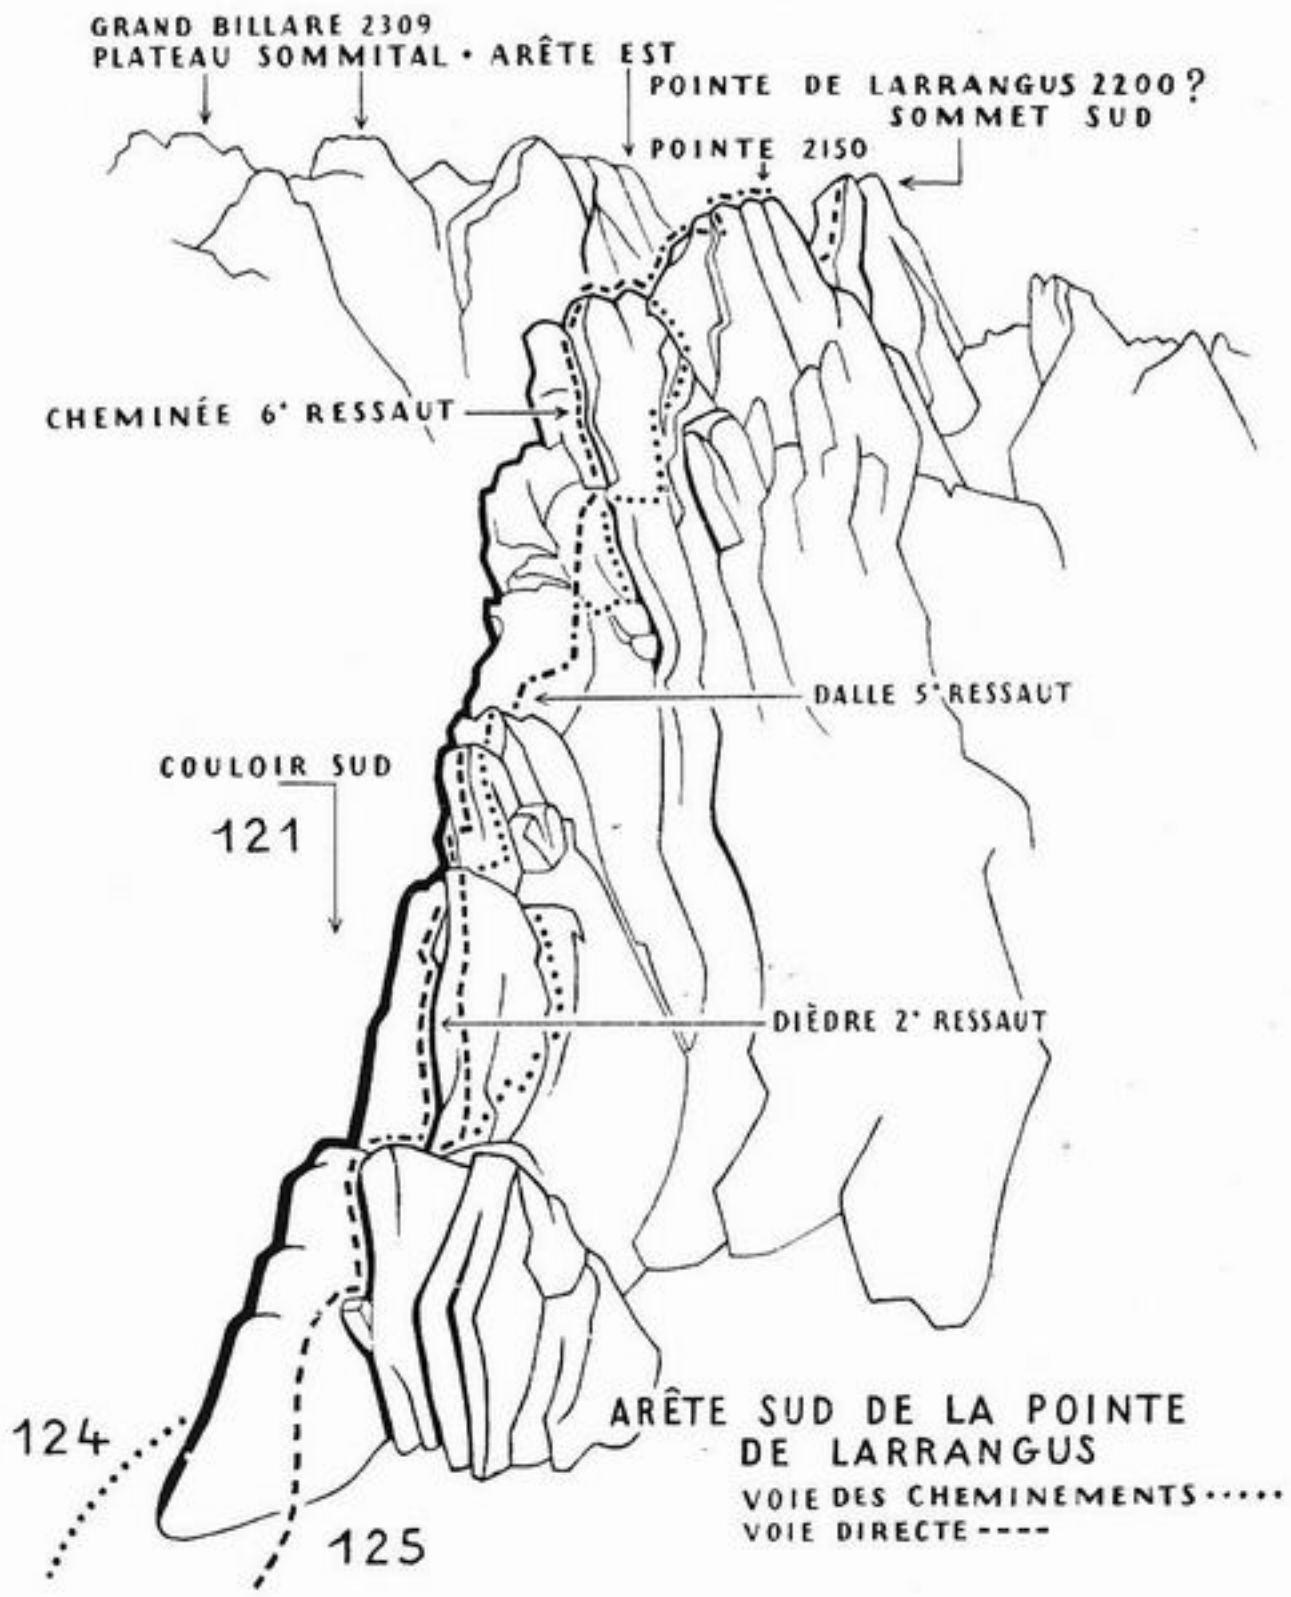 GRAND BILLARE 2309
PLATEAU SOMMITAL • ARÊTE EST
POINTE DE LARRANGUS 2200?
SOMMET SUD
POINTE 2150
CHEMINÉE 6° RESSAUT
DALLE 5° RESSAUT
COULOIR SUD
121
DIÈDRE 2° RESSAUT
124
125
ARÊTE SUD DE LA POINTE
DE LARRANGUS
VOIE DES CHEMINEMENTS •••••
VOIE DIRECTE ----